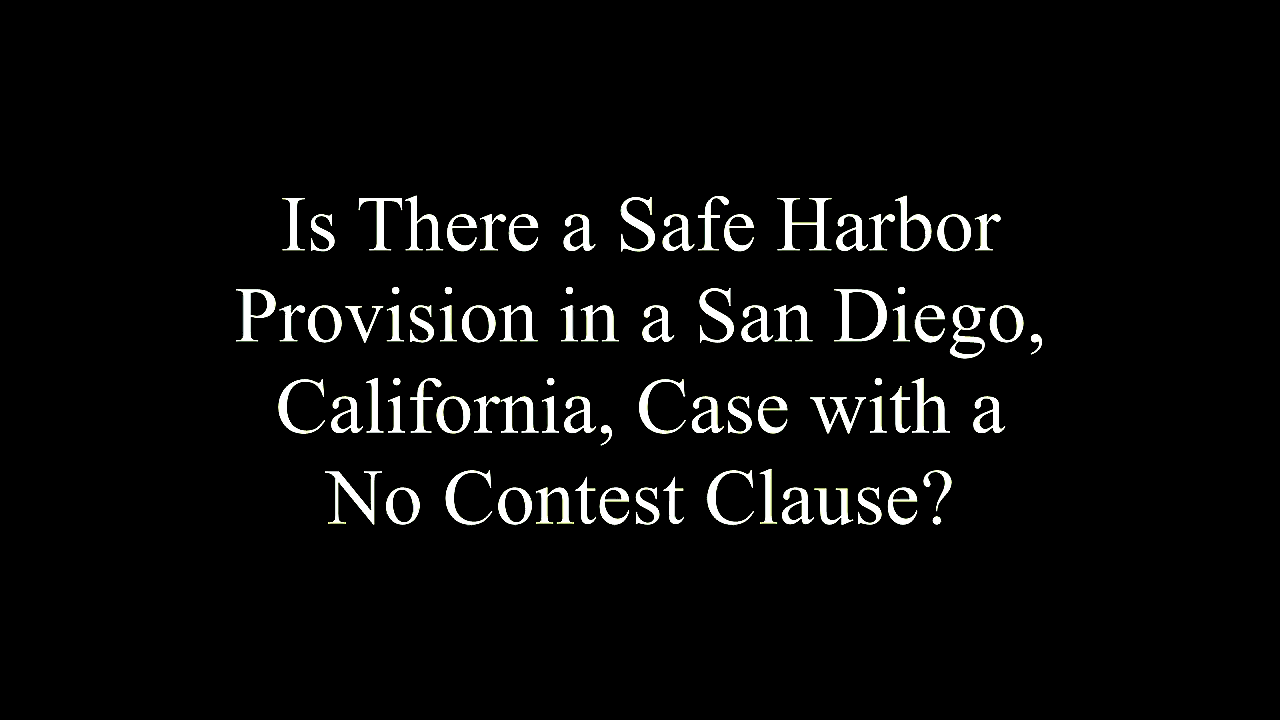 Is There a Safe Harbor
Provision in a San Diego,
California, Case with a
No Contest Clause?